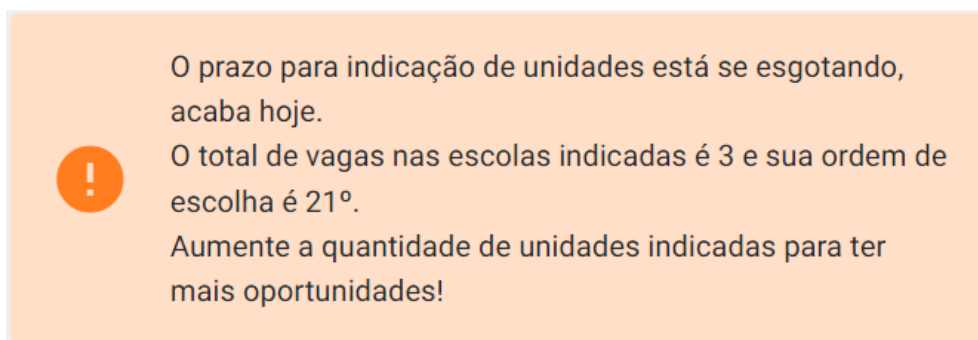 O prazo para indicação de unidades está se esgotando,
acaba hoje.
O total de vagas nas escolas indicadas é 3 e sua ordem de
escolha é 21º.
Aumente a quantidade de unidades indicadas para ter
mais oportunidades!